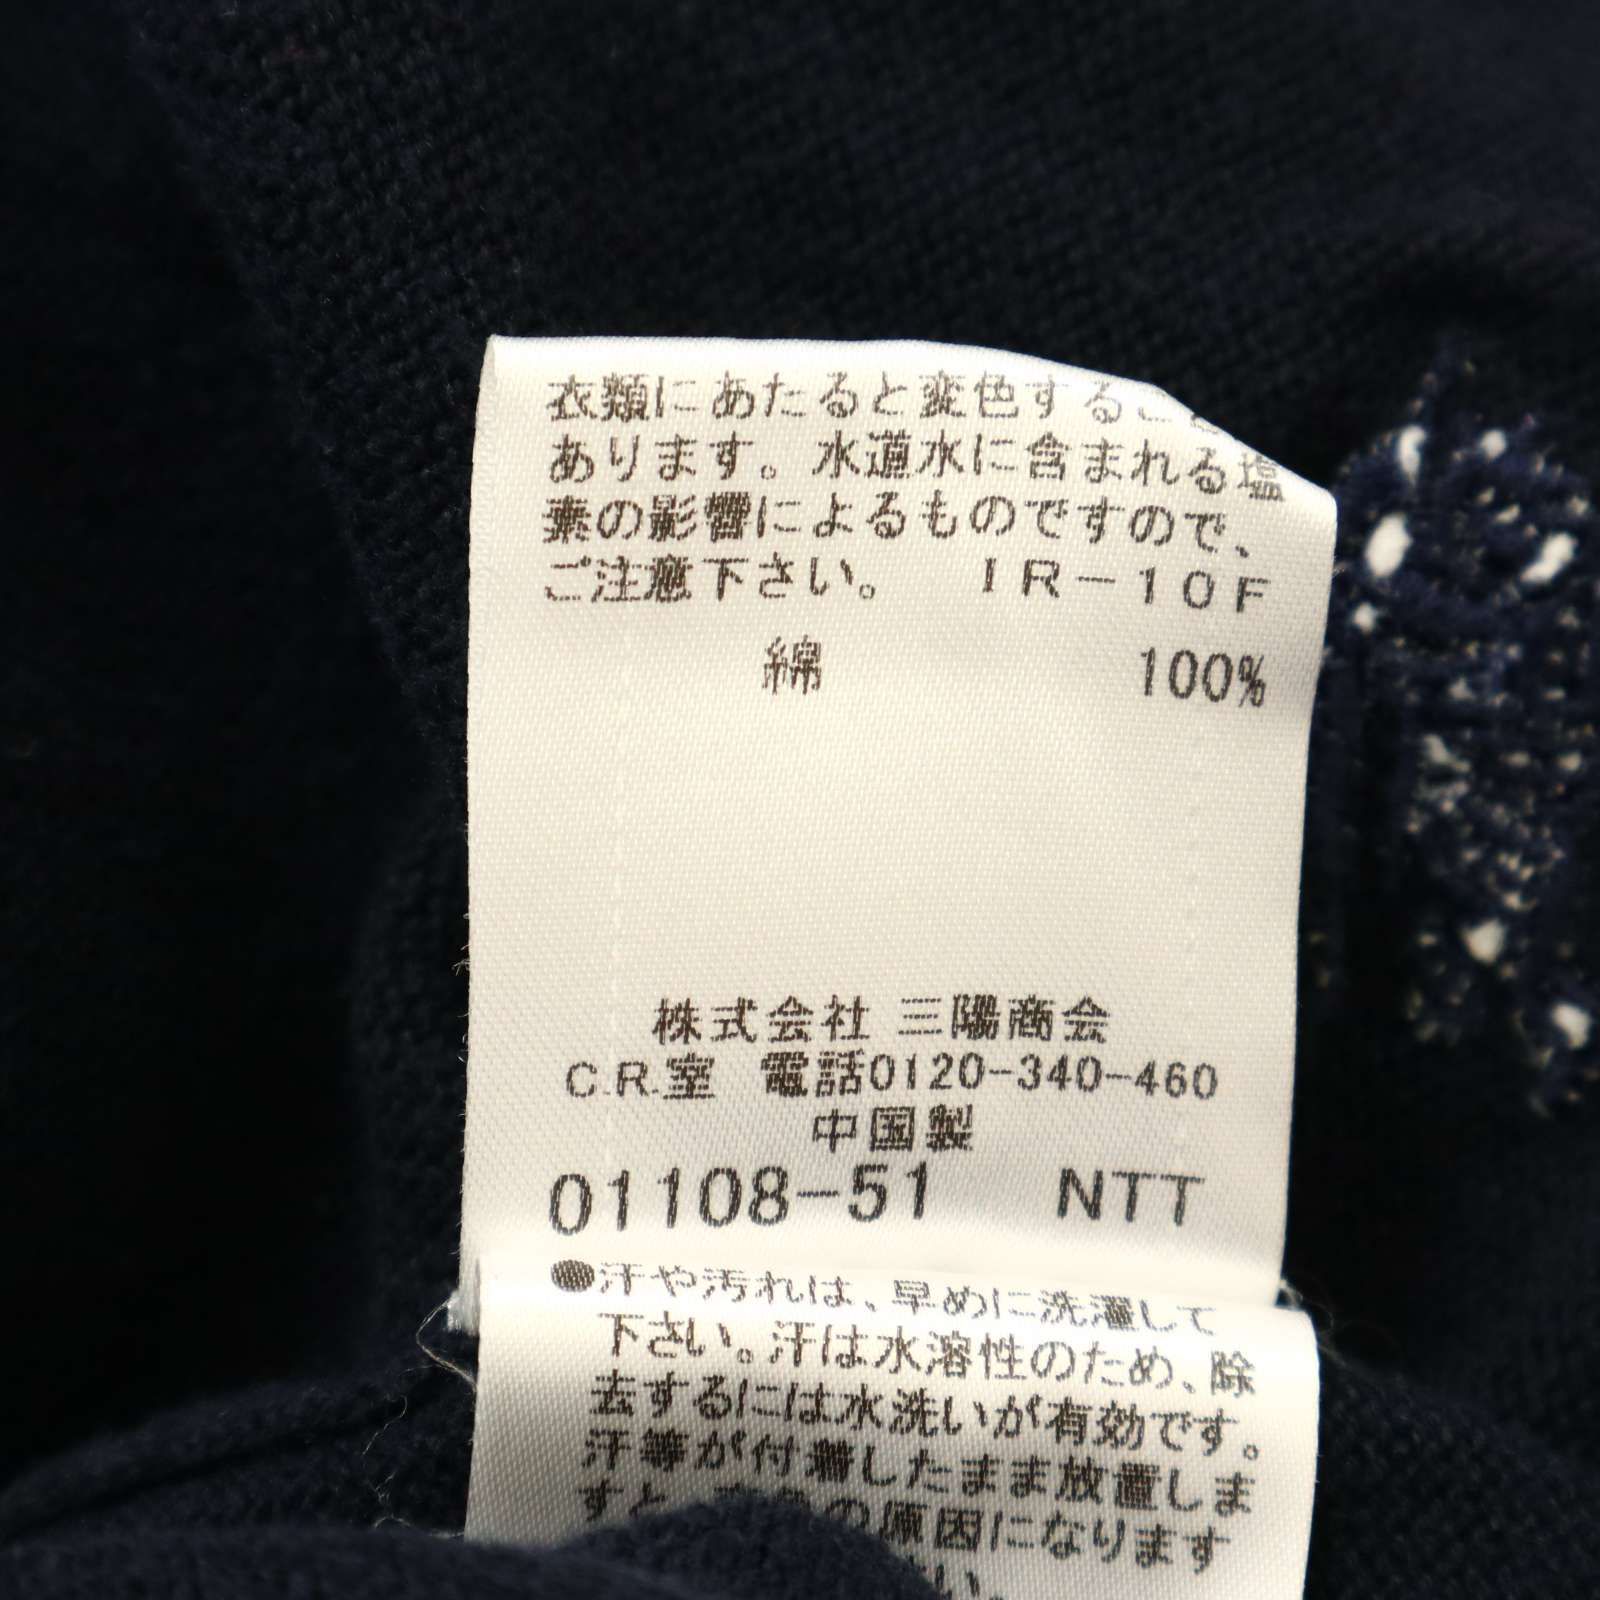 衣類にあたると変色すること
あります。水道水に含まれる塩
素の影響によるものですので、
ご注意下さい。 IR-10F
綿 100%
株式会社 三陽商会
C.R.室 電話0120-340-460
中国製
01108-51 NTT
●汗や汚れは、早めに洗濯して
下さい。汗は水溶性のため、除
去するには水洗いが有効です。
汗等が付着したまま放置しま
すと、の原因になります
い。